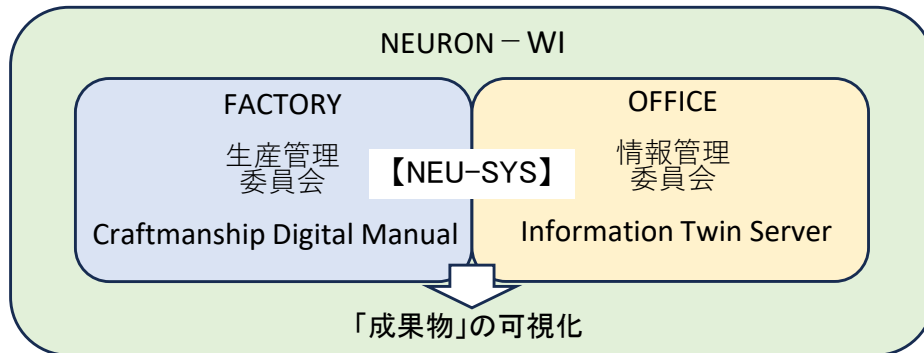 NEURON－WI
FACTORY
生産管理
委員会
Craftmanship Digital Manual
【NEU-SYS】
OFFICE
情報管理
委員会
Information Twin Server
「成果物」の可視化